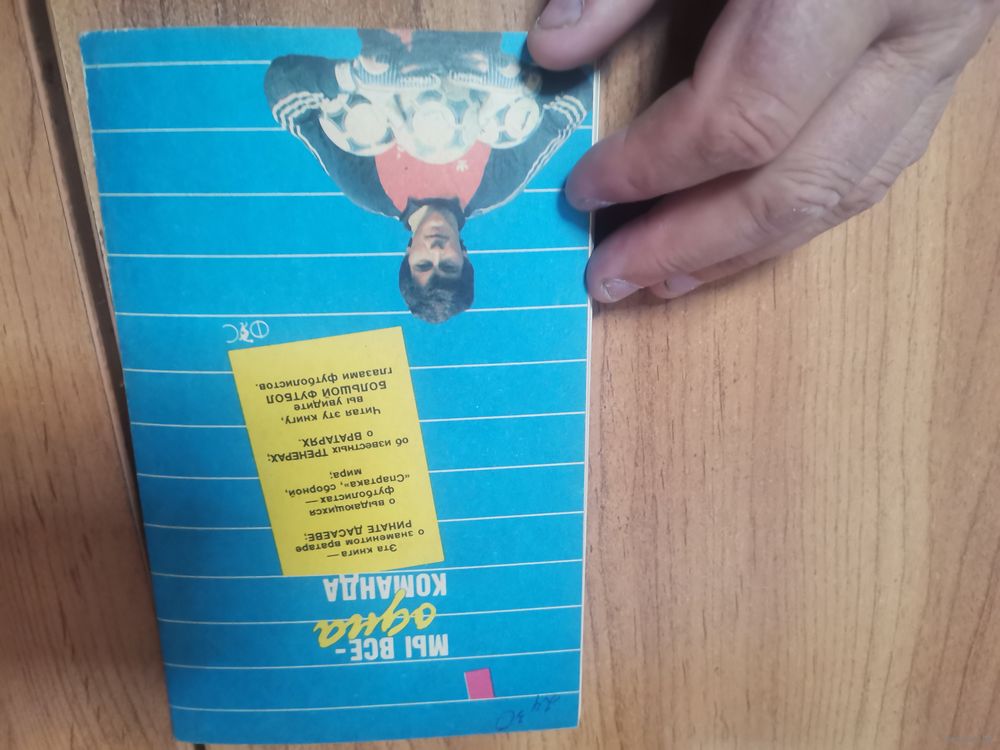 МЫ ВСЕ-
одна
КОМАНДА
Эта книга —
о знаменитом вратаре
РИНАТЕ ДАСАЕВЕ;
о выдающихся
футболистах —
«Спартака», сборной,
мира;
об известных ТРЕНЕРАХ;
о ВРАТАРЯХ.
Читая эту книгу,
вы увидите
БОЛЬШОЙ ФУТБОЛ
глазами футболистов.